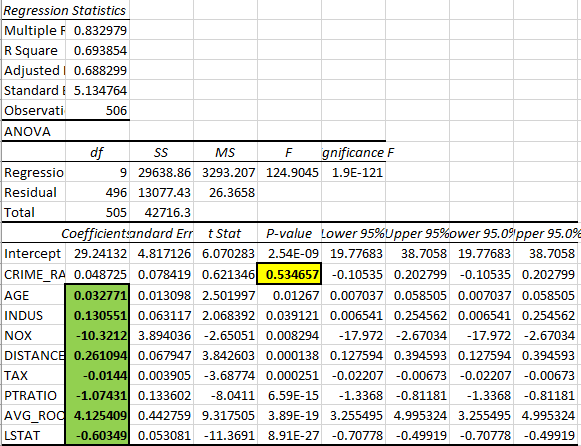 Regression Statistics
Multiple R 0.832979
R Square 0.693854
Adjusted 0.688299
Standard E 5.134764
Observati 506
ANOVA
df SS MS F gnificance F
Regressio 9 29638.86 3293.207 124.9045 1.9E-121
Residual 496 13077.43 26.3658
Total 505 42716.3
Coefficients andard Err t Stat P-value Lower 95% Upper 95% ower 95.0% pper 95.0%
Intercept 29.24132 4.817126 6.070283 2.54E-09 19.77683 38.7058 19.77683 38.7058
CRIME_RA 0.048725 0.078419 0.621346 0.534657 -0.10535 0.202799 -0.10535 0.202799
AGE 0.032771 0.013098 2.501997 0.01267 0.007037 0.058505 0.007037 0.058505
INDUS 0.130551 0.063117 2.068392 0.039121 0.006541 0.254562 0.006541 0.254562
NOX -10.3212 3.894036 -2.65051 0.008294 -17.972 -2.67034 -17.972 -2.67034
DISTANCE 0.261094 0.067947 3.842603 0.000138 0.127594 0.394593 0.127594 0.394593
TAX -0.0144 0.003905 -3.68774 0.000251 -0.02207 -0.00673 -0.02207 -0.00673
PTRATIO -1.07431 0.133602 -8.0411 6.59E-15 -1.3368 -0.81181 -1.3368 -0.81181
AVG_ROO 4.125409 0.442759 9.317505 3.89E-19 3.255495 4.995324 3.255495 4.995324
LSTAT -0.60349 0.053081 -11.3691 8.91E-27 -0.70778 -0.49919 -0.70778 -0.49919